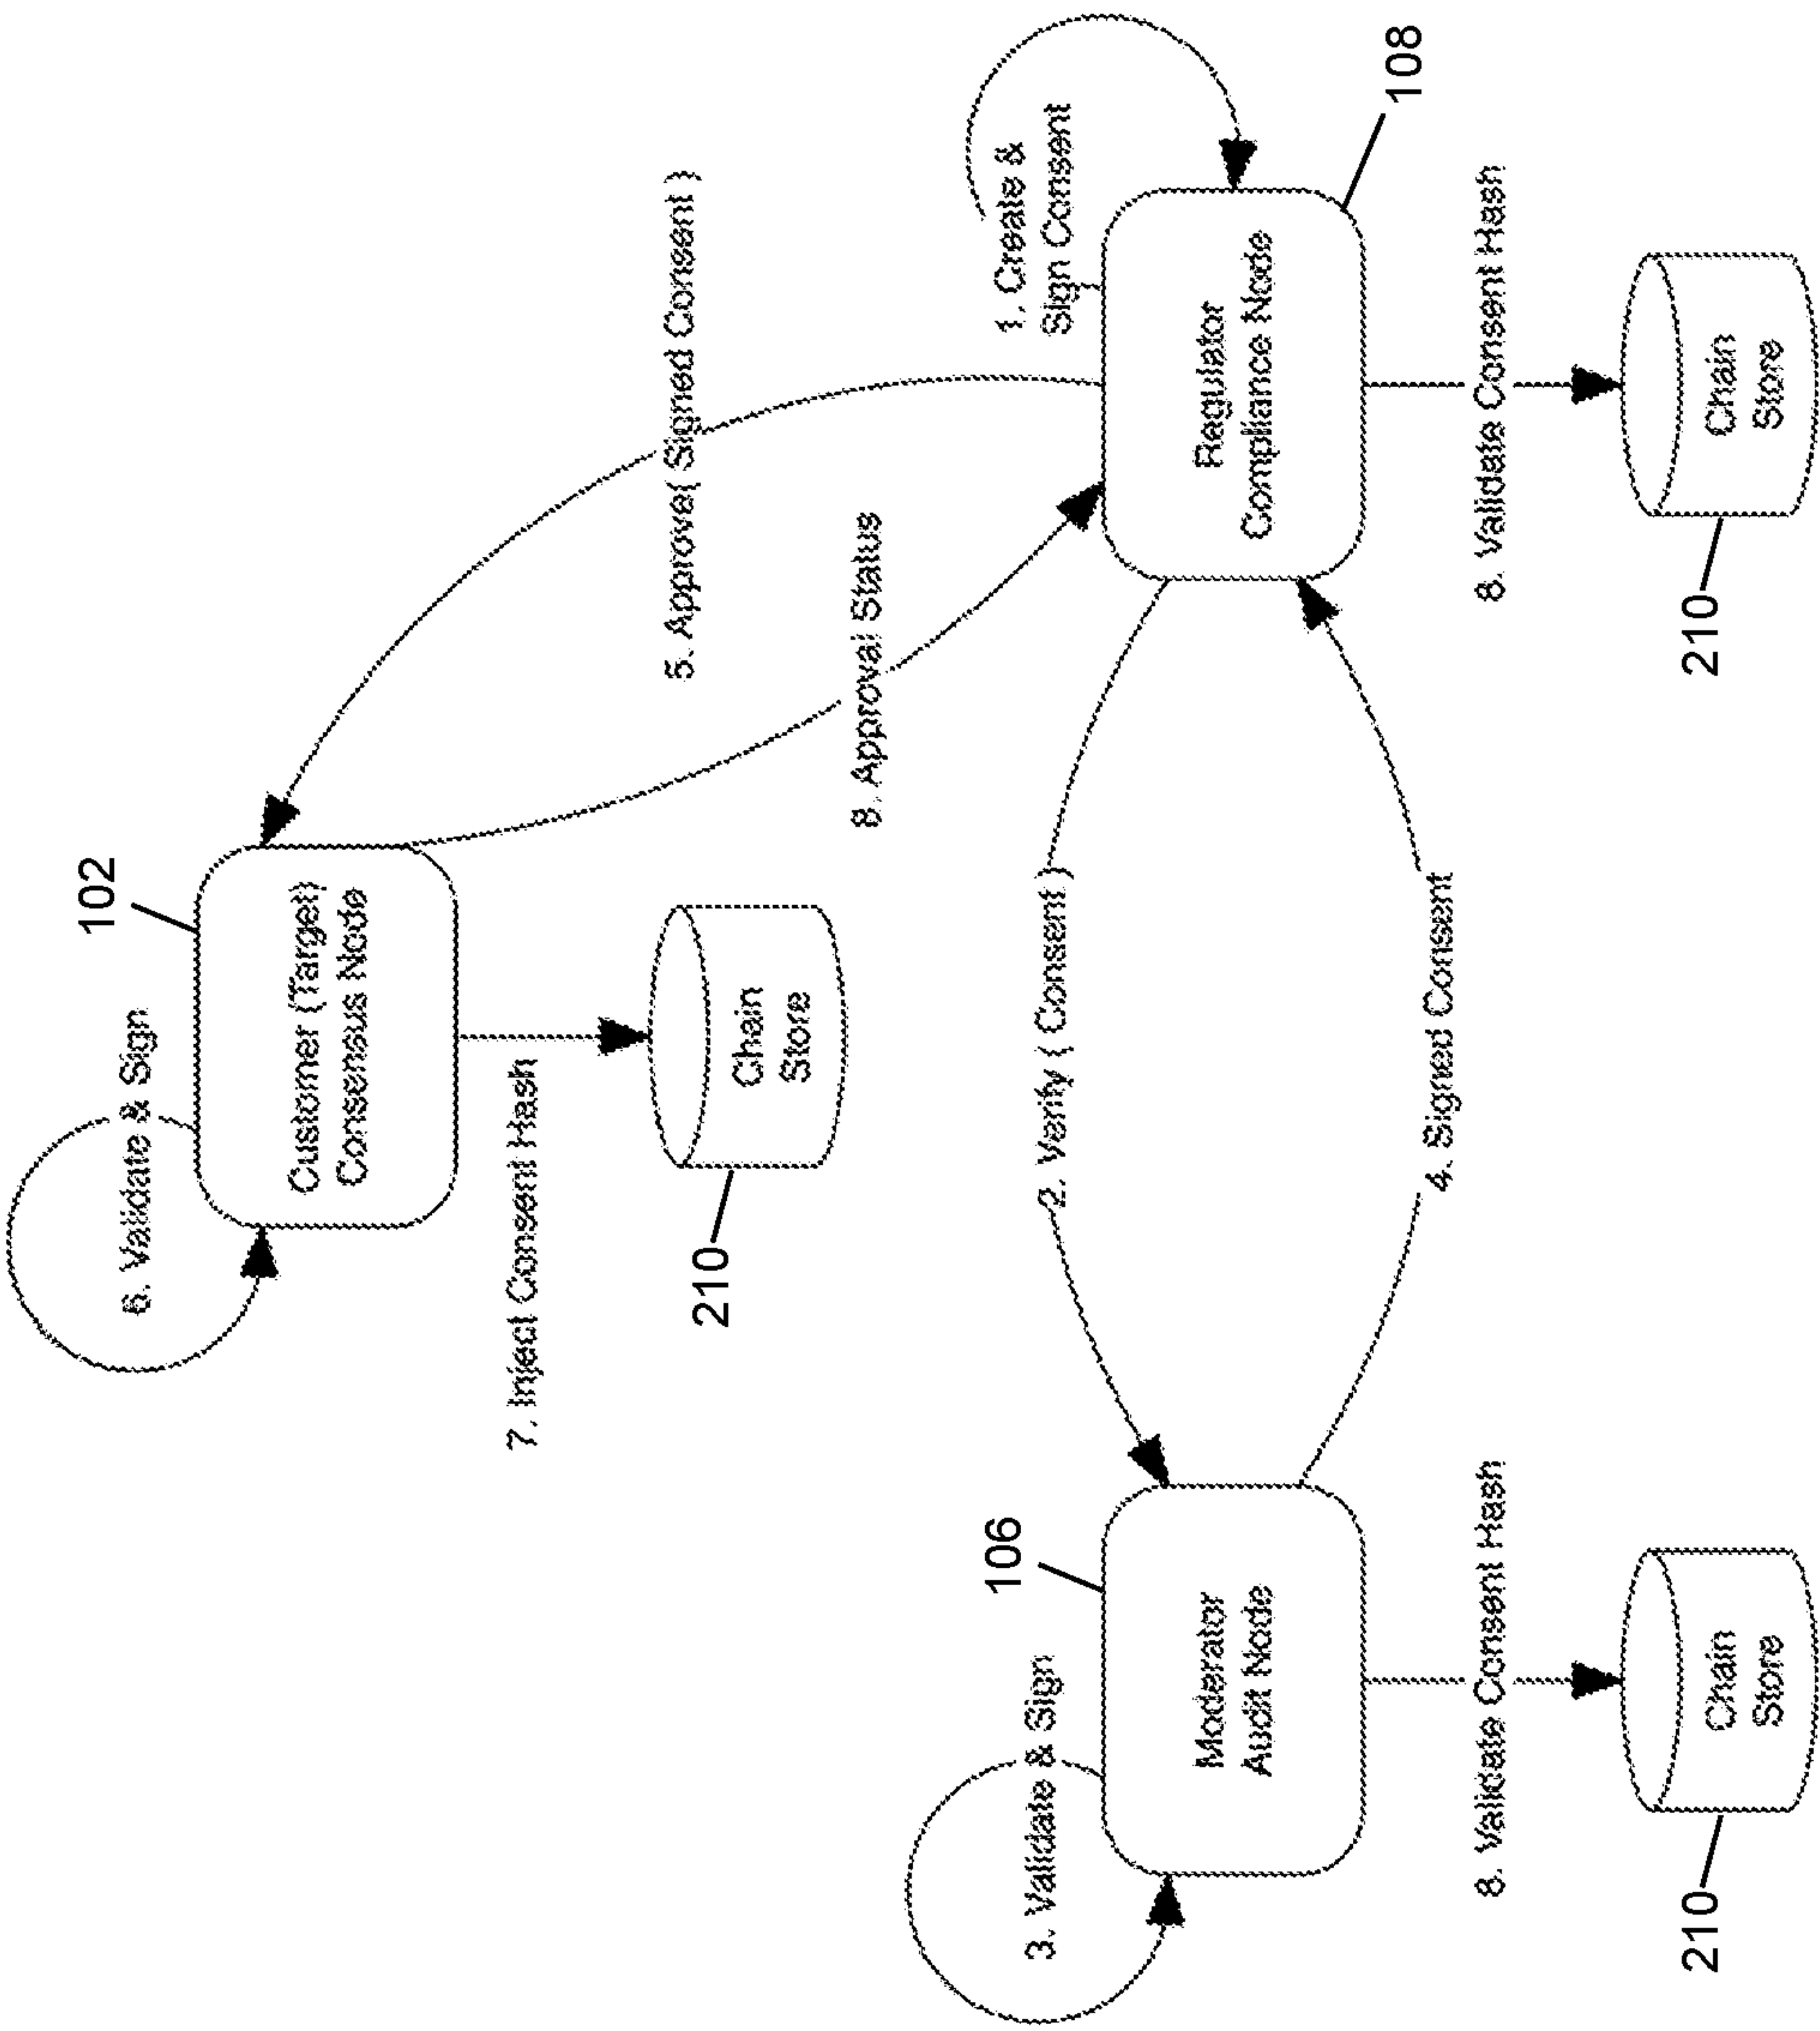 6. Validate & Sign
102
Customer (Target)
Consensus Node
7. Inject Consent Hash
Chain
Store
210
5. Approve( Signed Consent )
8. Approval Status
1. Create &
Sign Consent
Regulator
Compliance Node
108
2. Verify ( Consent )
4. Signed Consent
3. Validate & Sign
106
Moderator
Audit Node
8. Validate Consent Hash
Chain
Store
210
8. Validate Consent Hash
Chain
Store
210